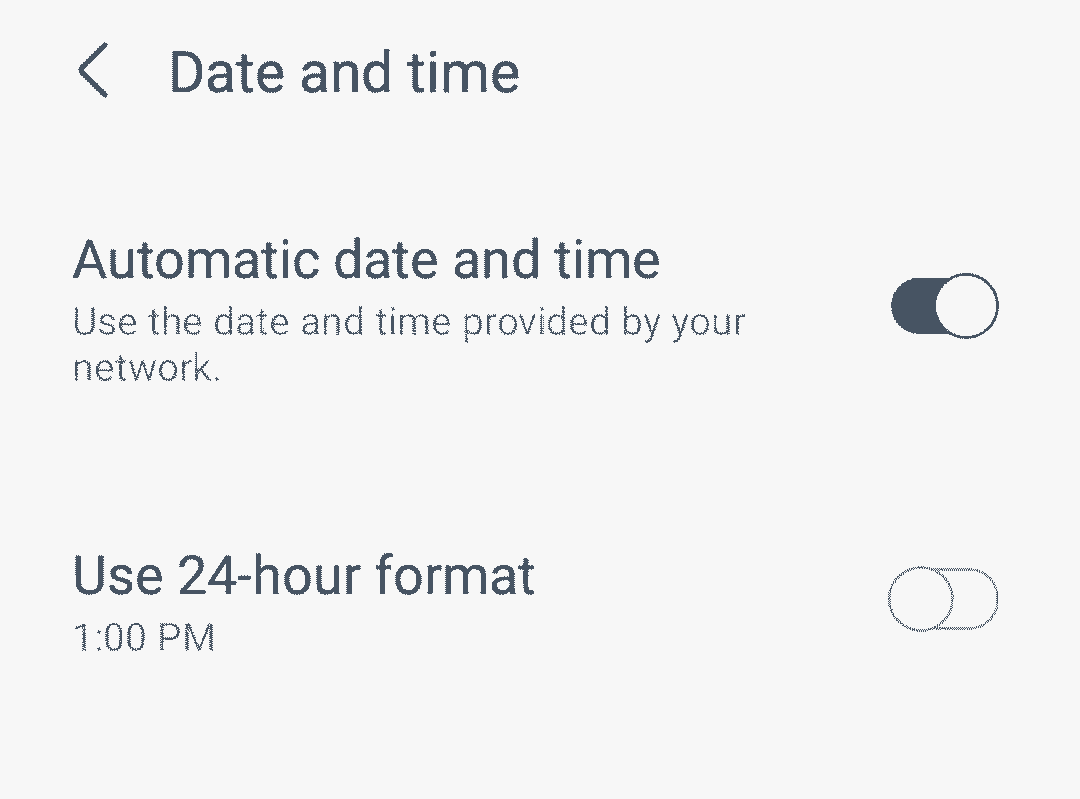 Date and time
Automatic date and time
Use the date and time provided by your
network.
Use 24-hour format
1:00 PM